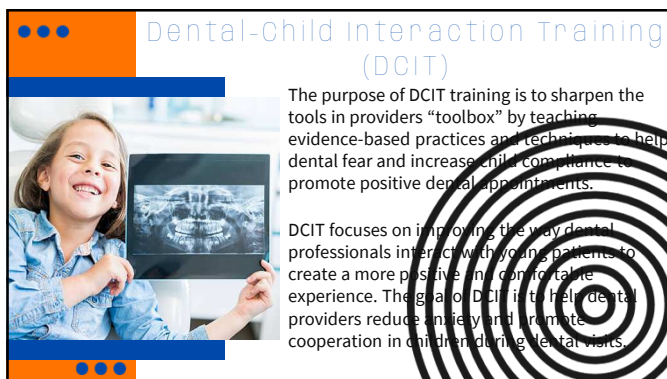 Dental-Child Interaction Training
(DCIT)
The purpose of DCIT training is to sharpen the
tools in providers “toolbox” by teaching
evidence-based practices and techniques to help
dental fear and increase child compliance to
promote positive dental appointments.
DCIT focuses on improving the way dental
professionals interact with young patients to
create a more positive and comfortable
experience. The goal of DCIT is to help dental
providers reduce anxiety and promote
cooperation in children during dental visits.